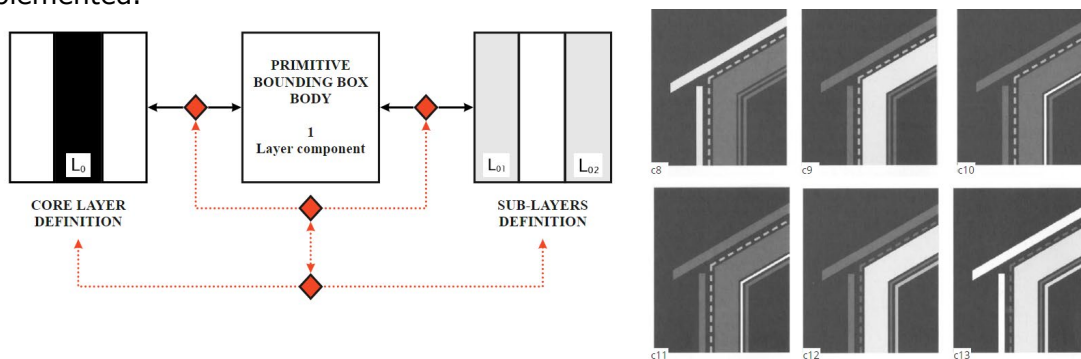 PRIMITIVE
BOUNDING BOX
BODY
1
Layer component
L₀
L₀₁
L₀₂
CORE LAYER
DEFINITION
SUB-LAYERS
DEFINITION
c8
c9
c10
c11
c12
c13